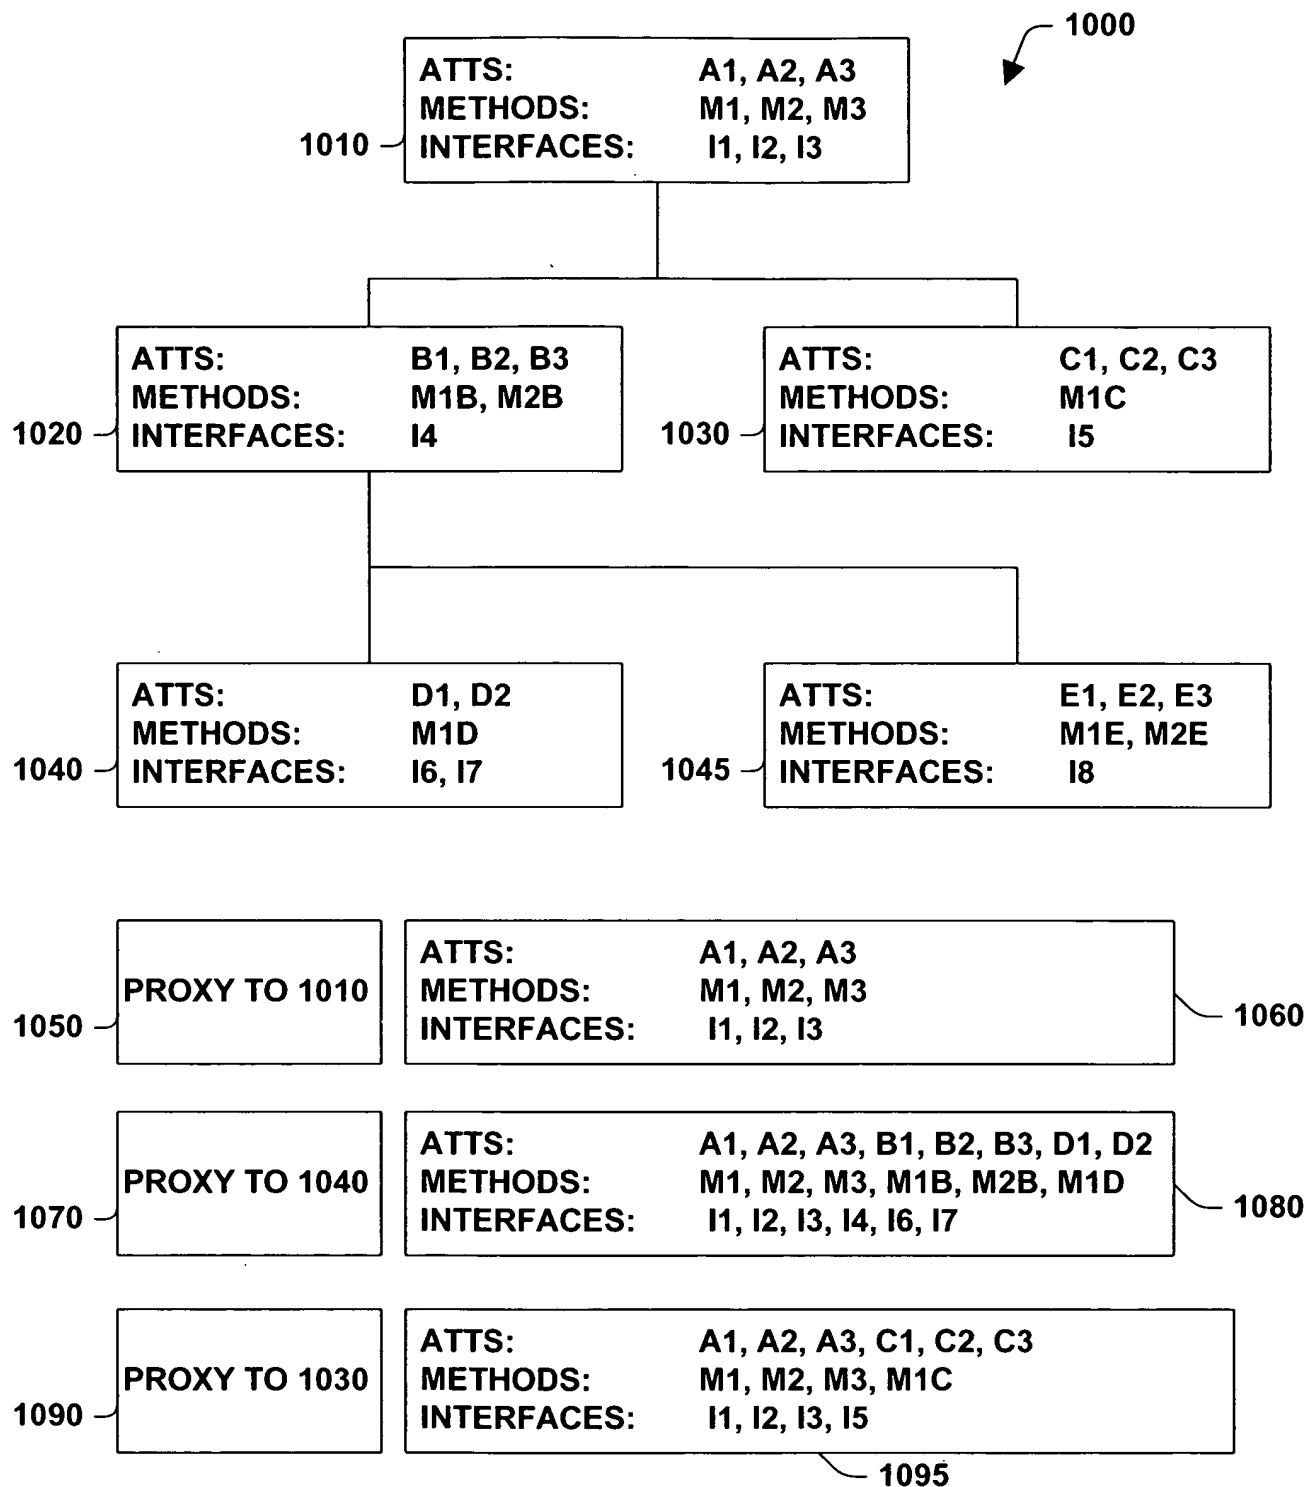 1000
ATTS: A1, A2, A3
METHODS: M1, M2, M3
1010 INTERFACES: I1, I2, I3
ATTS: B1, B2, B3
METHODS: M1B, M2B
1020 INTERFACES: I4
ATTS: C1, C2, C3
METHODS: M1C
1030 INTERFACES: I5
ATTS: D1, D2
METHODS: M1D
1040 INTERFACES: I6, I7
ATTS: E1, E2, E3
METHODS: M1E, M2E
1045 INTERFACES: I8
PROXY TO 1010
1050
ATTS: A1, A2, A3
METHODS: M1, M2, M3
INTERFACES: I1, I2, I3
1060
PROXY TO 1040
1070
ATTS: A1, A2, A3, B1, B2, B3, D1, D2
METHODS: M1, M2, M3, M1B, M2B, M1D
INTERFACES: I1, I2, I3, I4, I6, I7
1080
PROXY TO 1030
1090
ATTS: A1, A2, A3, C1, C2, C3
METHODS: M1, M2, M3, M1C
INTERFACES: I1, I2, I3, I5
1095